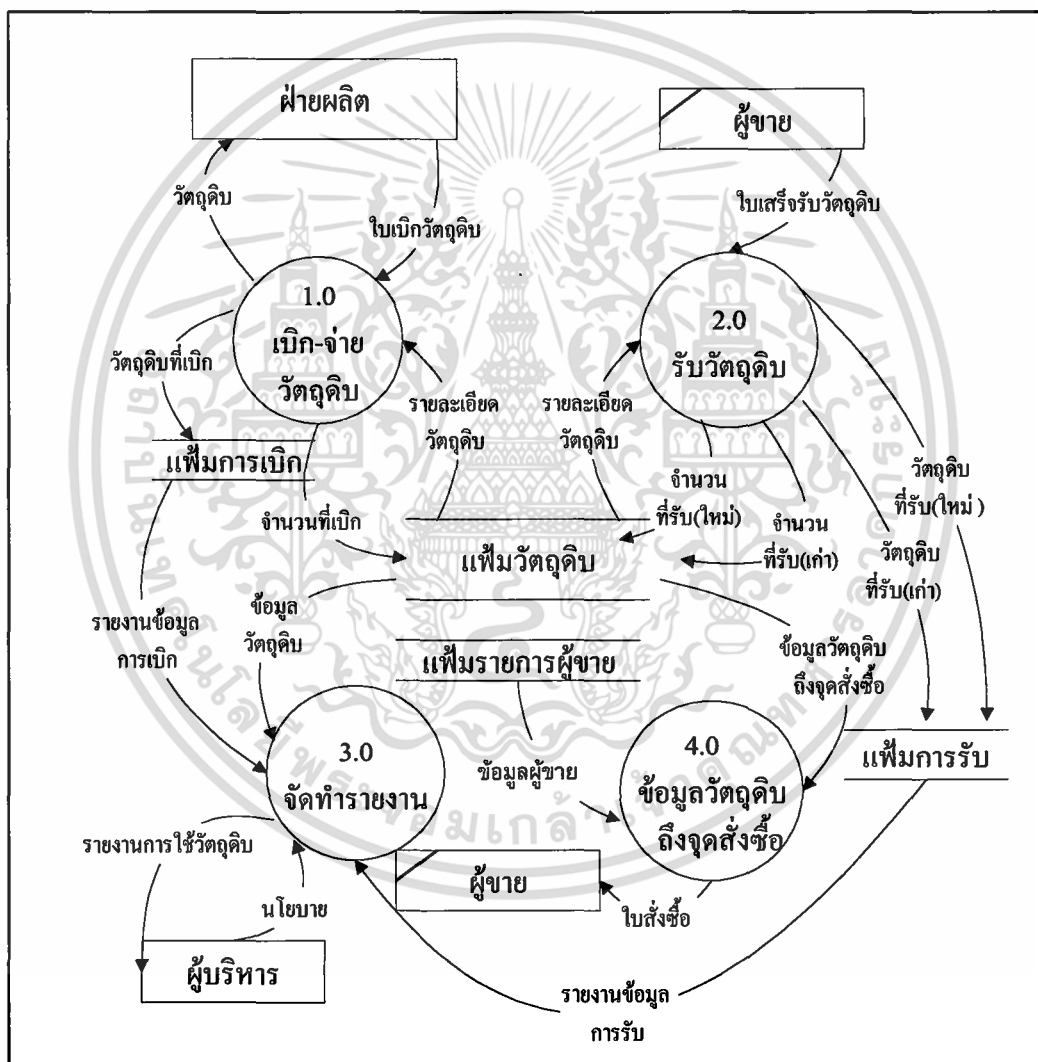 ฝ่ายผลิต
ผู้ขาย
วัตถุดิบ
ใบเบิกวัตถุดิบ
ใบเสร็จรับวัตถุดิบ
1.0
เบิก-จ่าย
วัตถุดิบ
2.0
รับวัตถุดิบ
วัตถุดิบที่เบิก
รายละเอียด
วัตถุดิบ
รายละเอียด
วัตถุดิบ
แฟ้มการเบิก
จำนวนที่เบิก
จำนวน
ที่รับ(ใหม่)
จำนวน
ที่รับ(เก่า)
วัตถุดิบ
ที่รับ(เก่า)
วัตถุดิบ
ที่รับ(ใหม่ )
แฟ้มวัตถุดิบ
รายงานข้อมูล
การเบิก
ข้อมูล
วัตถุดิบ
แฟ้มรายการผู้ขาย
ข้อมูลวัตถุดิบ
ถึงจุดสั่งซื้อ
3.0
จัดทำรายงาน
ข้อมูลผู้ขาย
4.0
ข้อมูลวัตถุดิบ
ถึงจุดสั่งซื้อ
แฟ้มการรับ
รายงานการใช้วัตถุดิบ
นโยบาย
ผู้ขาย
ใบสั่งซื้อ
ผู้บริหาร
รายงานข้อมูล
การรับ